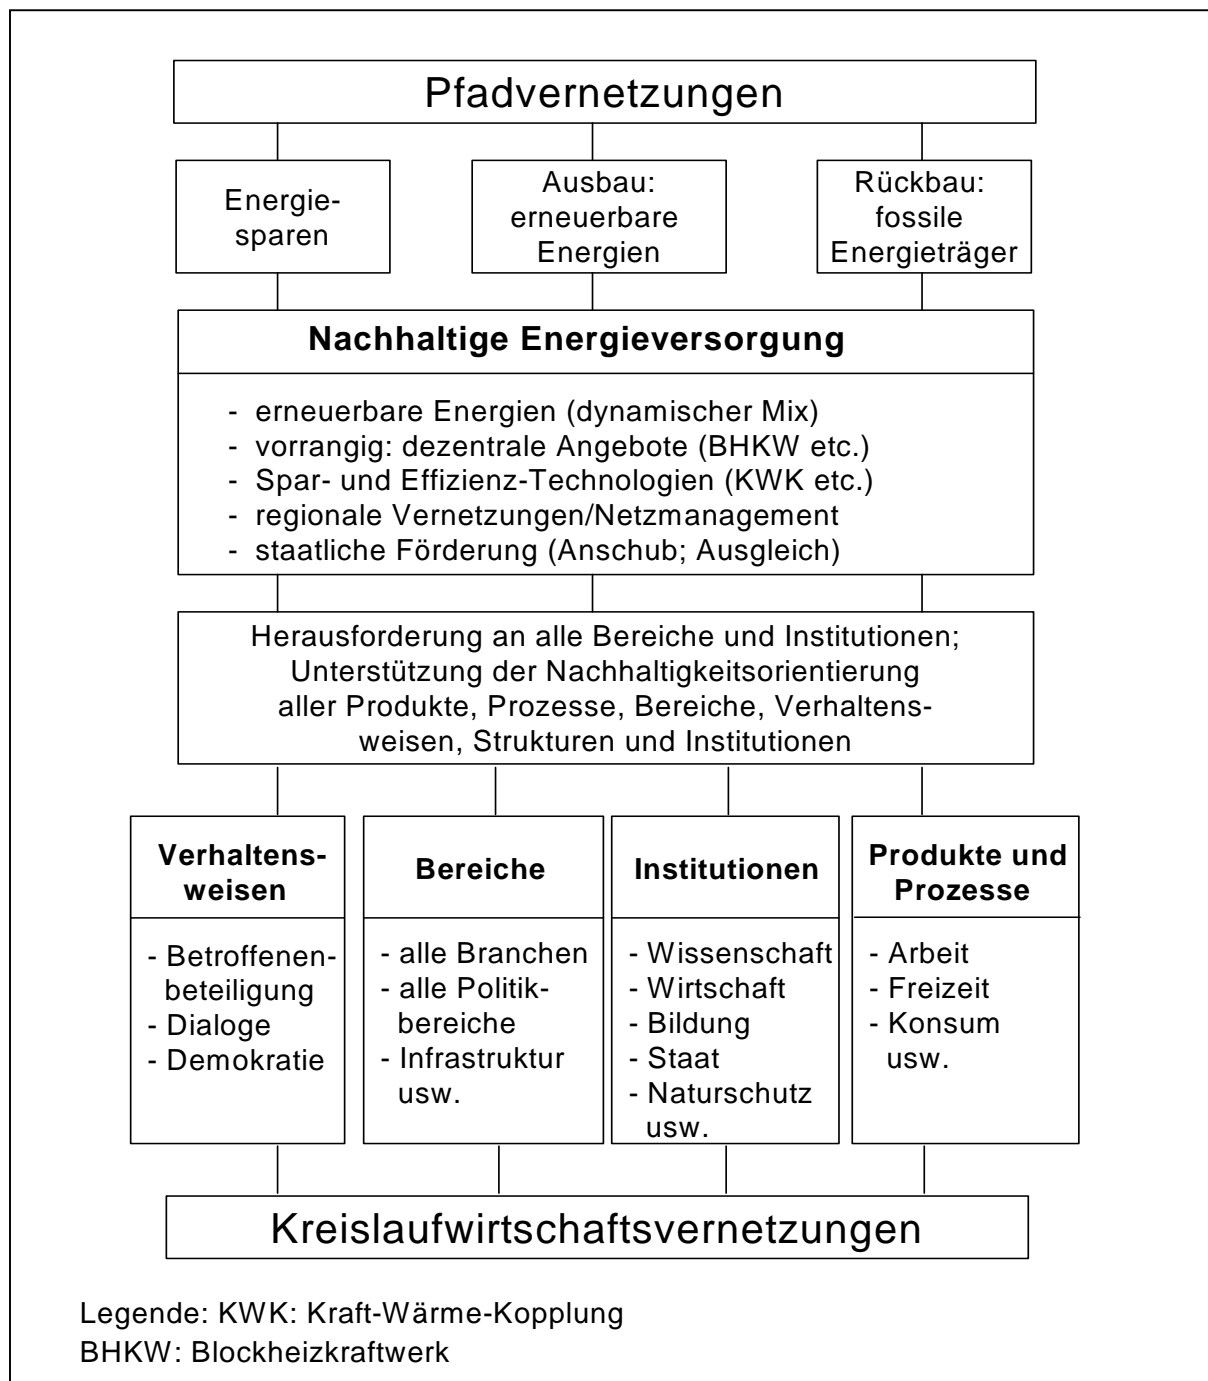 Pfadvernetzungen
Energie-
sparen
Ausbau:
erneuerbare
Energien
Rückbau:
fossile
Energieträger
Nachhaltige Energieversorgung
- erneuerbare Energien (dynamischer Mix)
- vorrangig: dezentrale Angebote (BHKW etc.)
- Spar- und Effizienz-Technologien (KWK etc.)
- regionale Vernetzungen/Netzmanagement
- staatliche Förderung (Anschub; Ausgleich)
Herausforderung an alle Bereiche und Institutionen;
Unterstützung der Nachhaltigkeitsorientierung
aller Produkte, Prozesse, Bereiche, Verhaltens-
weisen, Strukturen und Institutionen
Verhaltens-
weisen
- Betroffenen-
beteiligung
- Dialoge
- Demokratie
Bereiche
- alle Branchen
- alle Politik-
bereiche
- Infrastruktur
usw.
Institutionen
- Wissenschaft
- Wirtschaft
- Bildung
- Staat
- Naturschutz
usw.
Produkte und
Prozesse
- Arbeit
- Freizeit
- Konsum
usw.
Kreislaufwirtschaftsvernetzungen
Legende: KWK: Kraft-Wärme-Kopplung
BHKW: Blockheizkraftwerk